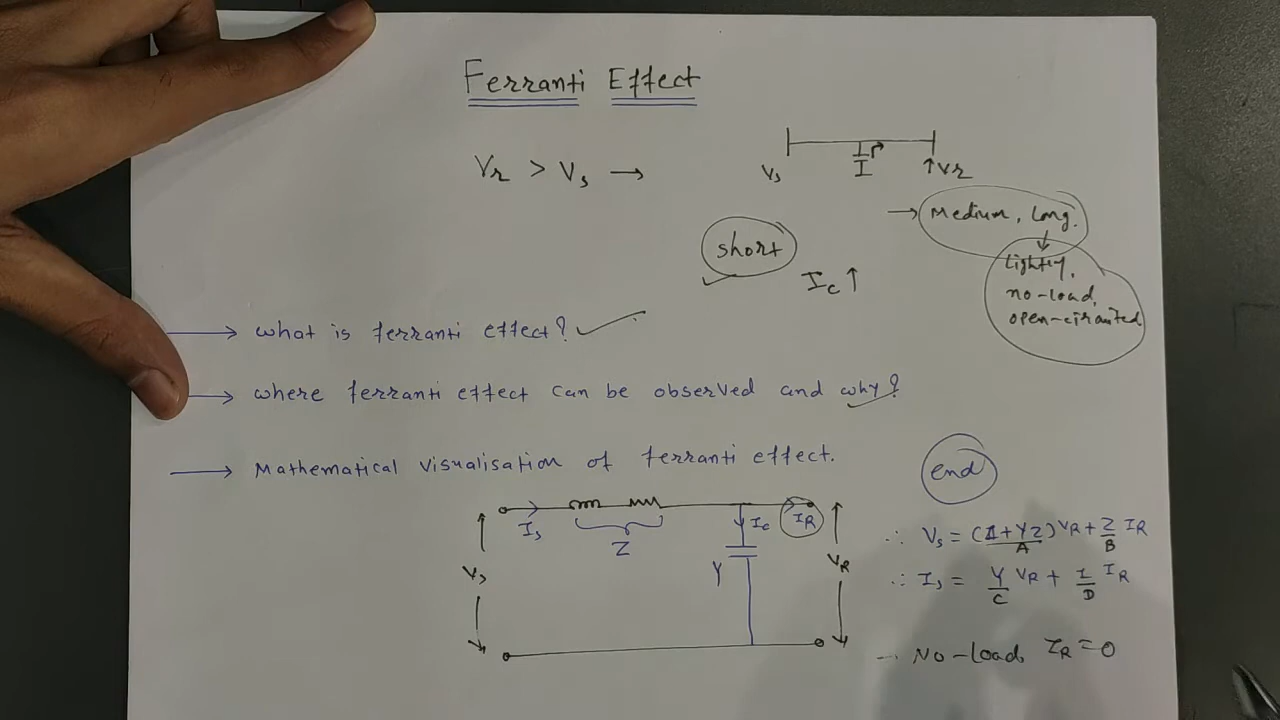 Ferranti Effect
Vr > Vs →
Vs
Vr
→ Medium, Long.
short
Ic ↑
Lightly,
no-load,
open-cirauted
→ what is ferranti effect?
→ where ferranti effect can be observed and why?
→ Mathematical visualisation of ferranti effect.
end
Is
Z
Ic
IR
Vs
Y
VR
∴ Vs = (1+YZ) VR + Z IR
A B
∴ Is = Y VR + 1 IR
C D
No-load, IR = 0